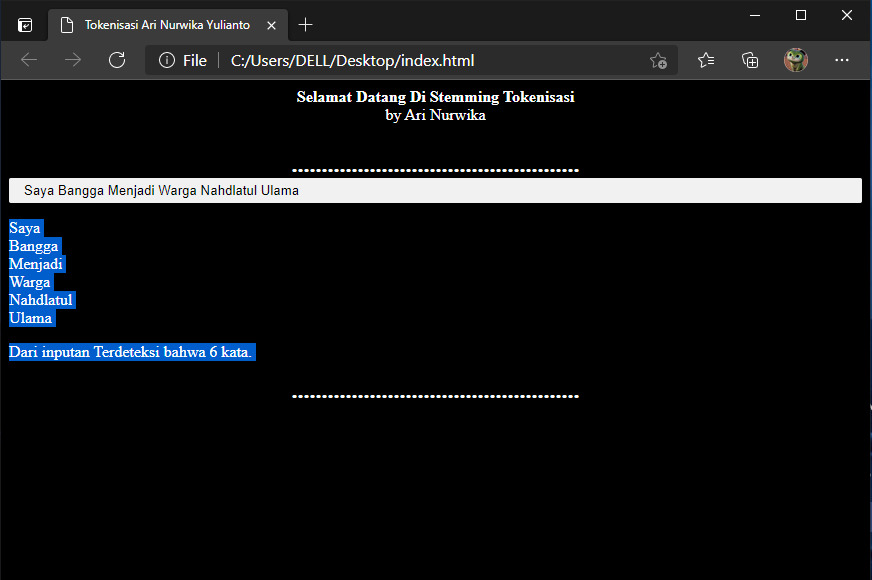 Tokenisasi Ari Nurwika Yulianto
File
C:/Users/DELL/Desktop/index.html
Selamat Datang Di Stemming Tokenisasi
by Ari Nurwika
Saya Bangga Menjadi Warga Nahdlatul Ulama
Saya
Bangga
Menjadi
Warga
Nahdlatul
Ulama
Dari inputan Terdeteksi bahwa 6 kata.